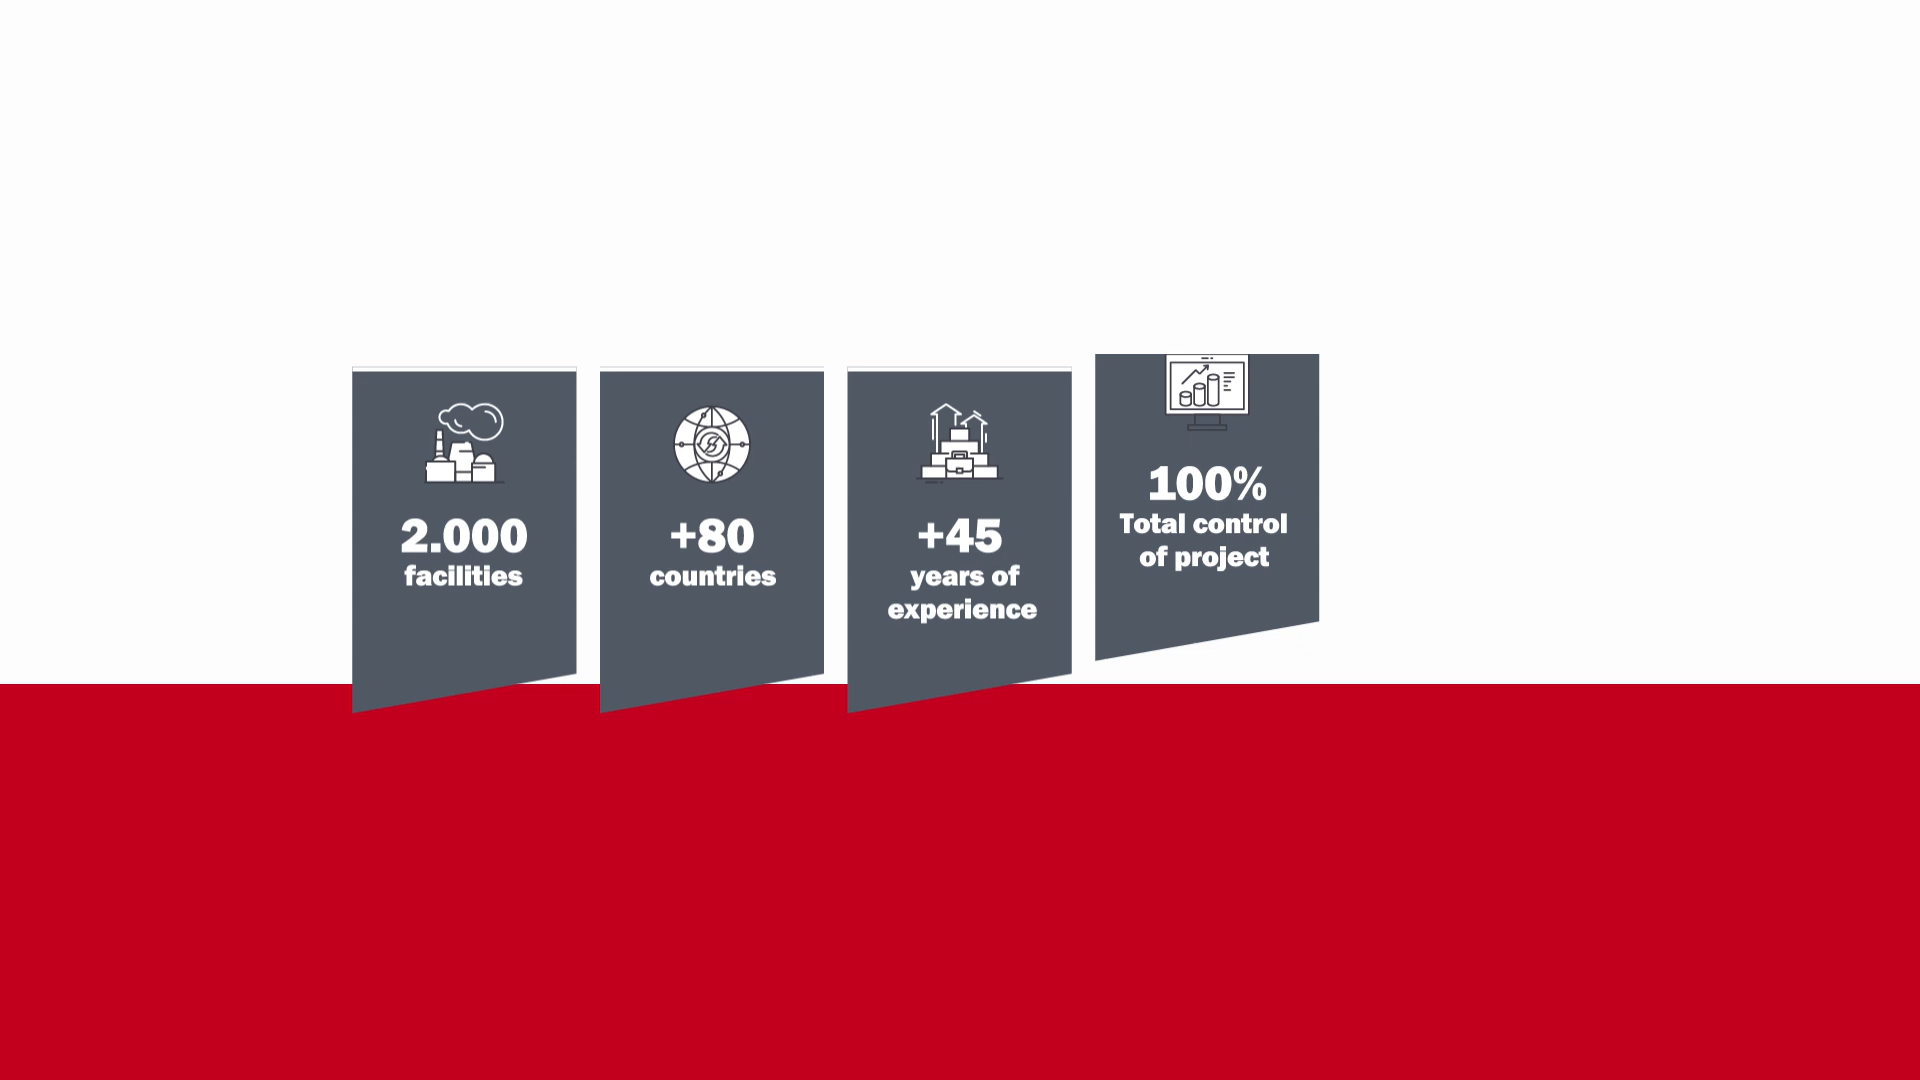 2.000
facilities
+80
countries
+45
years of
experience
100%
Total control
of project